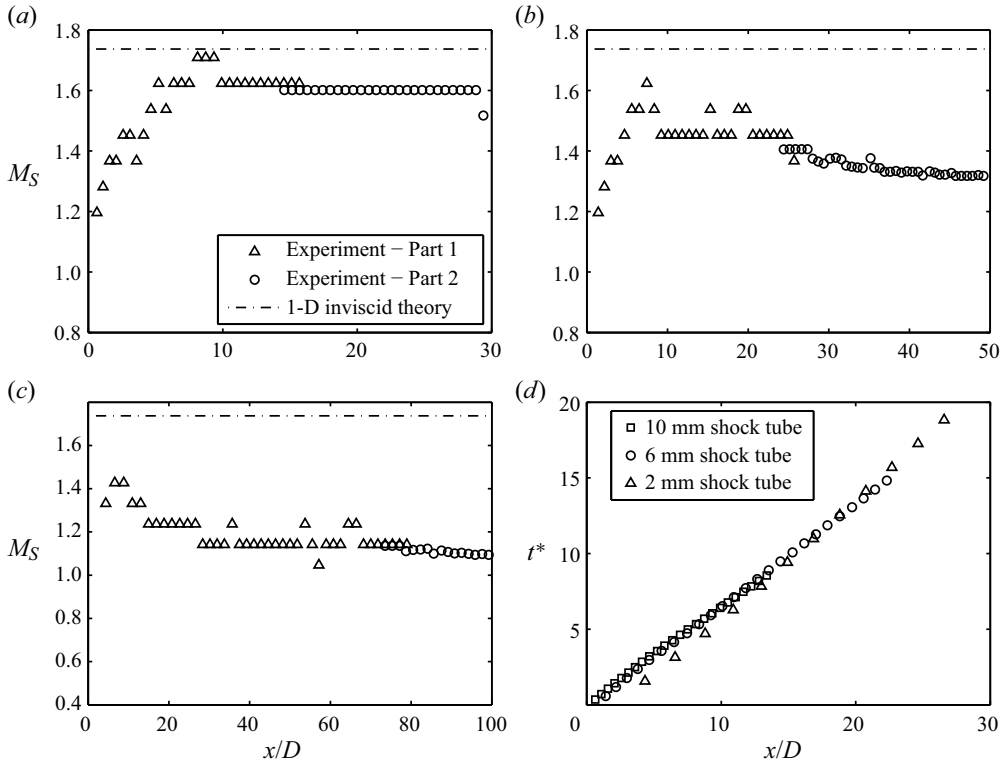 (a)
1.8
1.6
1.4
M_S
1.2
1.0
0.8
0
10
20
30
Experiment – Part 1
Experiment – Part 2
1-D inviscid theory
(b)
1.8
1.6
1.4
1.2
1.0
0.8
0
10
20
30
40
50
(c)
1.6
1.4
1.2
M_S
1.0
0.8
0.6
0.4
0
20
40
60
80
100
x/D
(d)
20
15
t*
10
5
0
10
20
30
x/D
10 mm shock tube
6 mm shock tube
2 mm shock tube